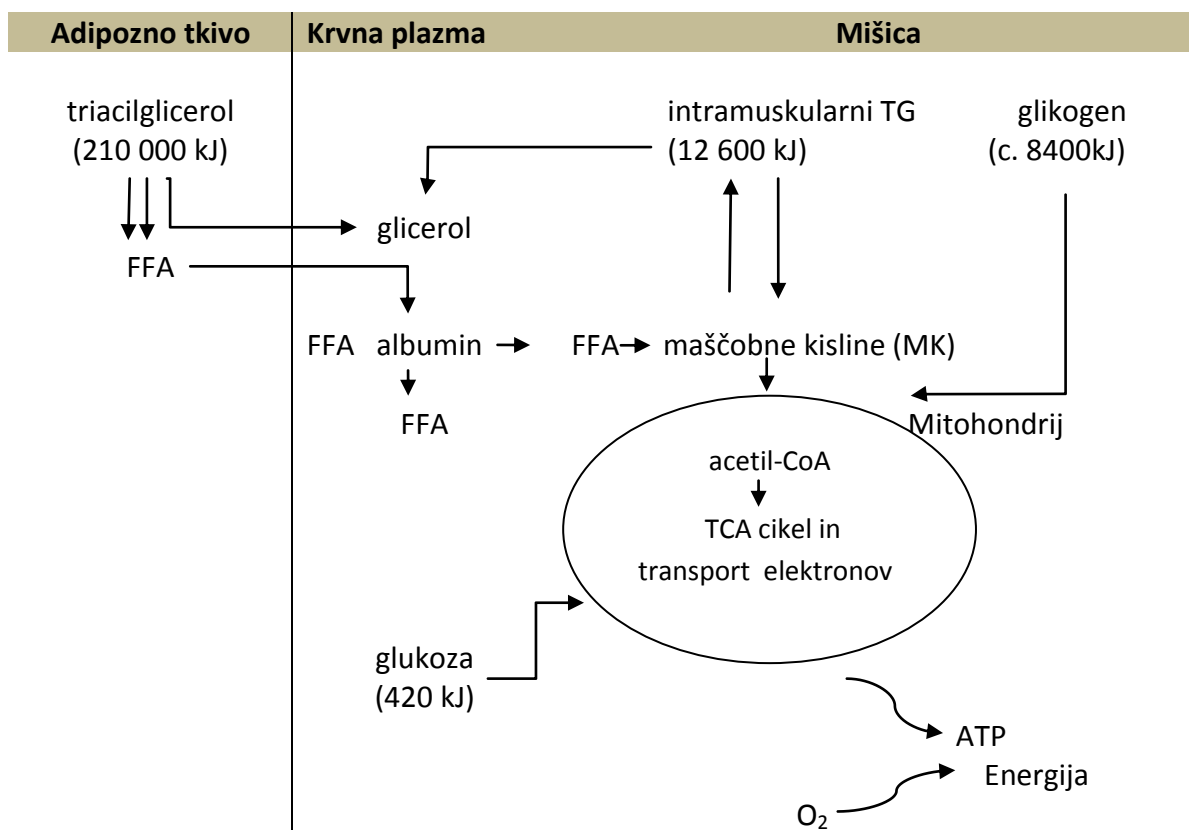 Adipozno tkivo
Krvna plazma
Mišica
triacilglicerol
(210 000 kJ)
intramuskularni TG
(12 600 kJ)
glikogen
(c. 8400kJ)
glicerol
FFA
FFA albumin
FFA
maščobne kisline (MK)
FFA
Mitohondrij
acetil-CoA
TCA cikel in
transport elektronov
glukoza
(420 kJ)
ATP
Energija
O₂